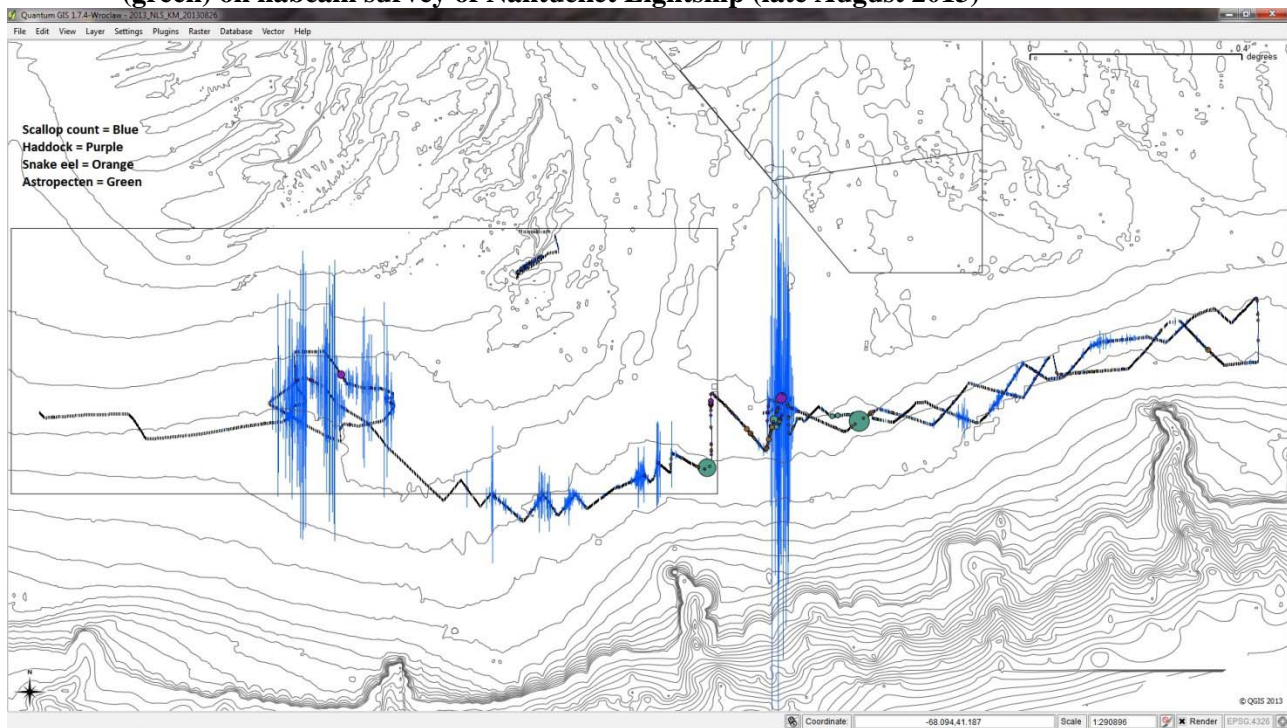 (green) on habcam survey of Nantucket Lightship (late August 2013)
Quantum GIS 1.7.4-Wroclaw - 2013_NLS_KM_20130826
File Edit View Layer Settings Plugins Raster Database Vector Help
0 0.4
degrees
Scallop count = Blue
Haddock = Purple
Snake eel = Orange
Astropecten = Green
N
© QGIS 2013
Coordinate: -68.094,41.187 Scale 1:290896 Render EPSG:4326